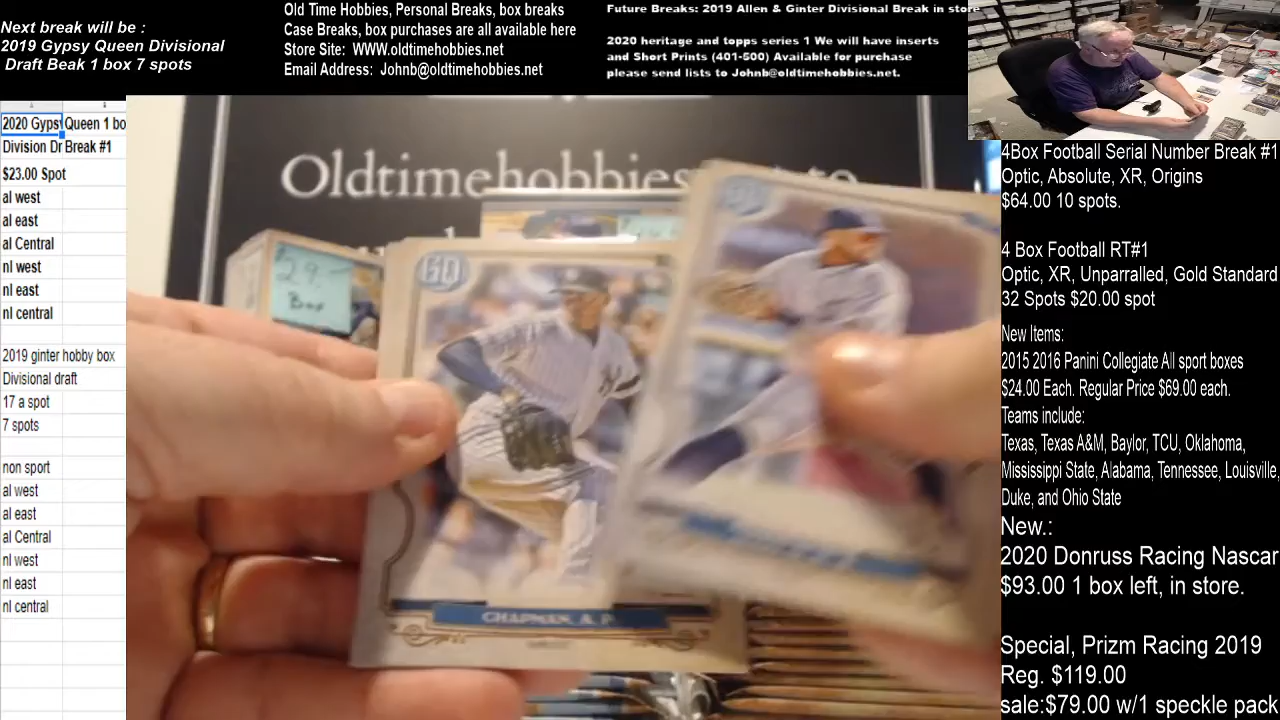 Next break will be :
2019 Gypsy Queen Divisional
Draft Beak 1 box 7 spots
Old Time Hobbies, Personal Breaks, box breaks
Case Breaks, box purchases are all available here
Store Site: WWW.oldtimehobbies.net
Email Address: Johnb@oldtimehobbies.net
Future Breaks: 2019 Allen & Ginter Divisional Break in store
2020 heritage and topps series 1 We will have inserts
and Short Prints (401-500) Available for purchase
please send lists to Johnb@oldtimehobbies.net.
2020 Gypsy Queen 1 bo
Division Dr Break #1
$23.00 Spot
al west
al east
al Central
nl west
nl east
nl central
2019 ginter hobby box
Divisional draft
17 a spot
7 spots
non sport
al west
al east
al Central
nl west
nl east
nl central
Oldtimehobbies
29
Box
GQ
CHAPMAN, A.
4Box Football Serial Number Break #1
Optic, Absolute, XR, Origins
$64.00 10 spots.
4 Box Football RT#1
Optic, XR, Unparralled, Gold Standard
32 Spots $20.00 spot
New Items:
2015 2016 Panini Collegiate All sport boxes
$24.00 Each. Regular Price $69.00 each.
Teams include:
Texas, Texas A&M, Baylor, TCU, Oklahoma,
Mississippi State, Alabama, Tennessee, Louisville,
Duke, and Ohio State
New.:
2020 Donruss Racing Nascar
$93.00 1 box left, in store.
Special, Prizm Racing 2019
Reg. $119.00
sale:$79.00 w/1 speckle pack